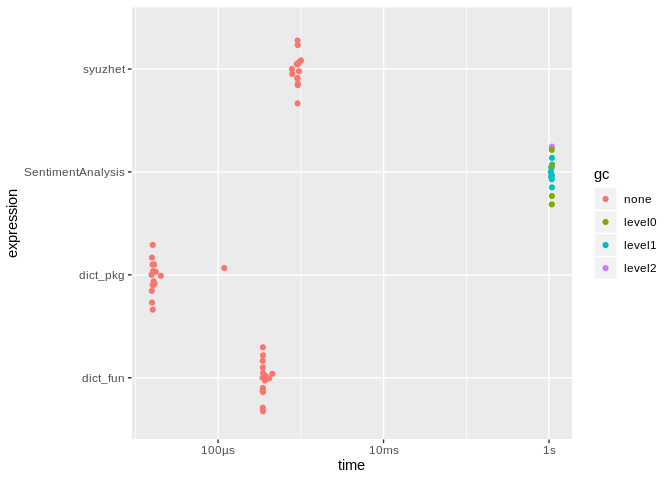 syuzhet
SentimentAnalysis
dict_pkg
dict_fun
expression
100µs
10ms
1s
time
gc
none
level0
level1
level2